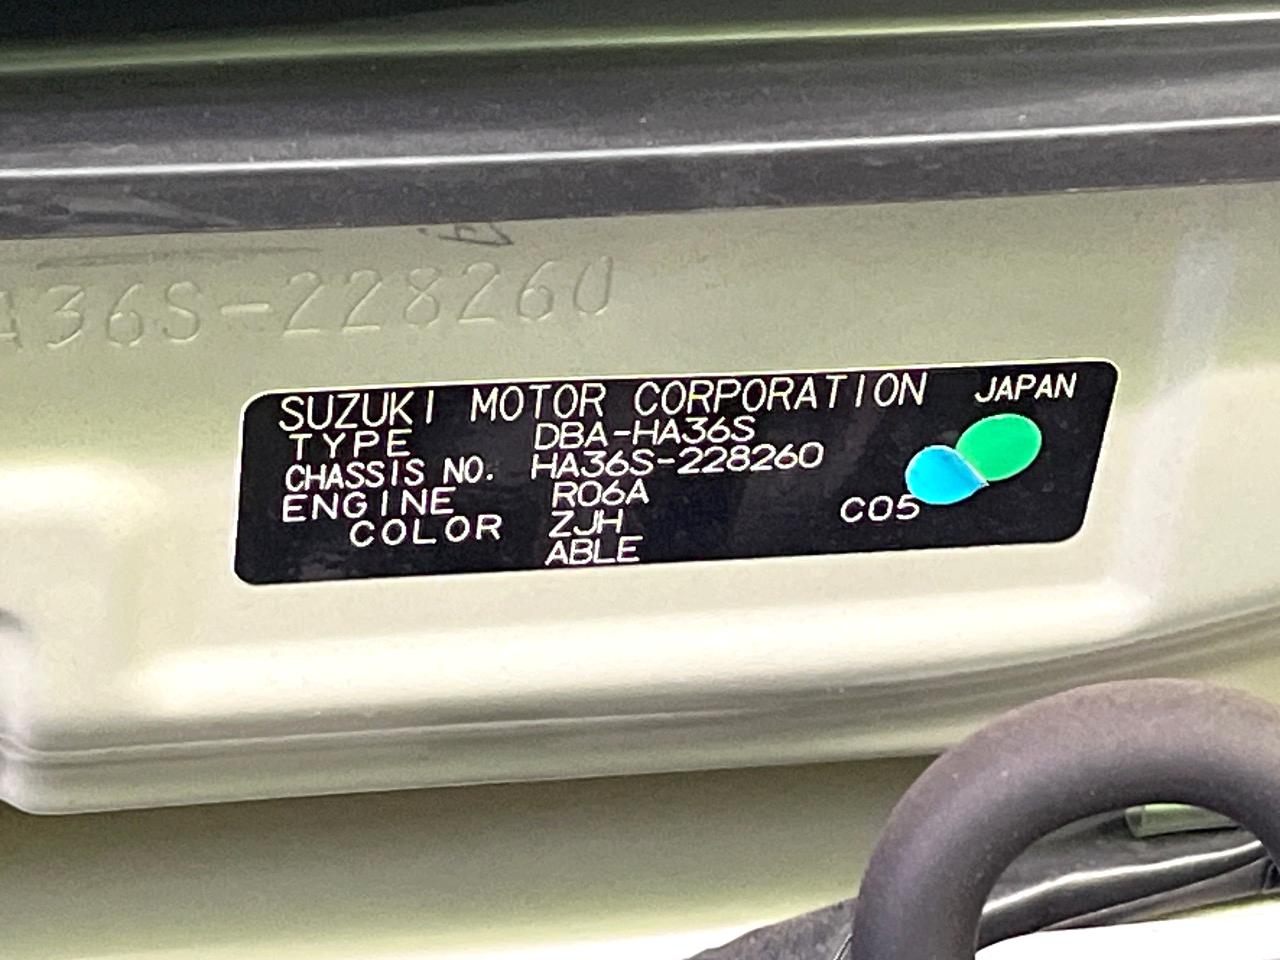 A36S-228260
SUZUKI MOTOR CORPORATION JAPAN
TYPE DBA-HA36S
CHASSIS NO. HA36S-228260
ENGINE R06A
COLOR ZJH C05
ABLE